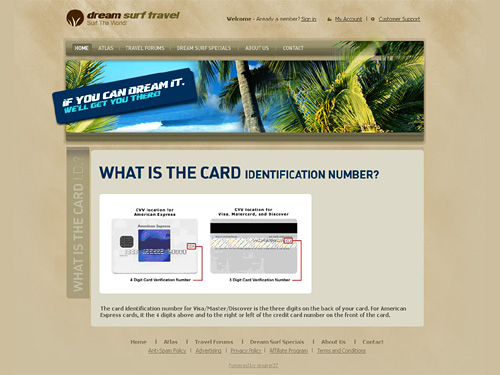 dream surf travel
Surf The World!
Welcome - Already a member? Sign in.
My Account | Customer Support
HOME ATLAS TRAVEL FORUMS DREAM SURF SPECIALS ABOUT US CONTACT
IF YOU CAN DREAM IT.
WE'LL GET YOU THERE!
WHAT IS THE CARD I.D.?
WHAT IS THE CARD IDENTIFICATION NUMBER?
CVV location for
American Express
CVV location for
Visa, Mastercard, and Discover
American Express
4 Digit Card Verification Number
3 Digit Card Verification Number
The card identification number for Visa/Master/Discover is the three digits on the back of your card. For American
Express cards, it the 4 digits above and to the right or left of the credit card number on the front of the card.
Home | Atlas | Travel Forums | Dream Surf Specials | About Us | Contact
Anti-Spam Policy | Advertising | Privacy Policy | Affiliate Program | Terms and Conditions